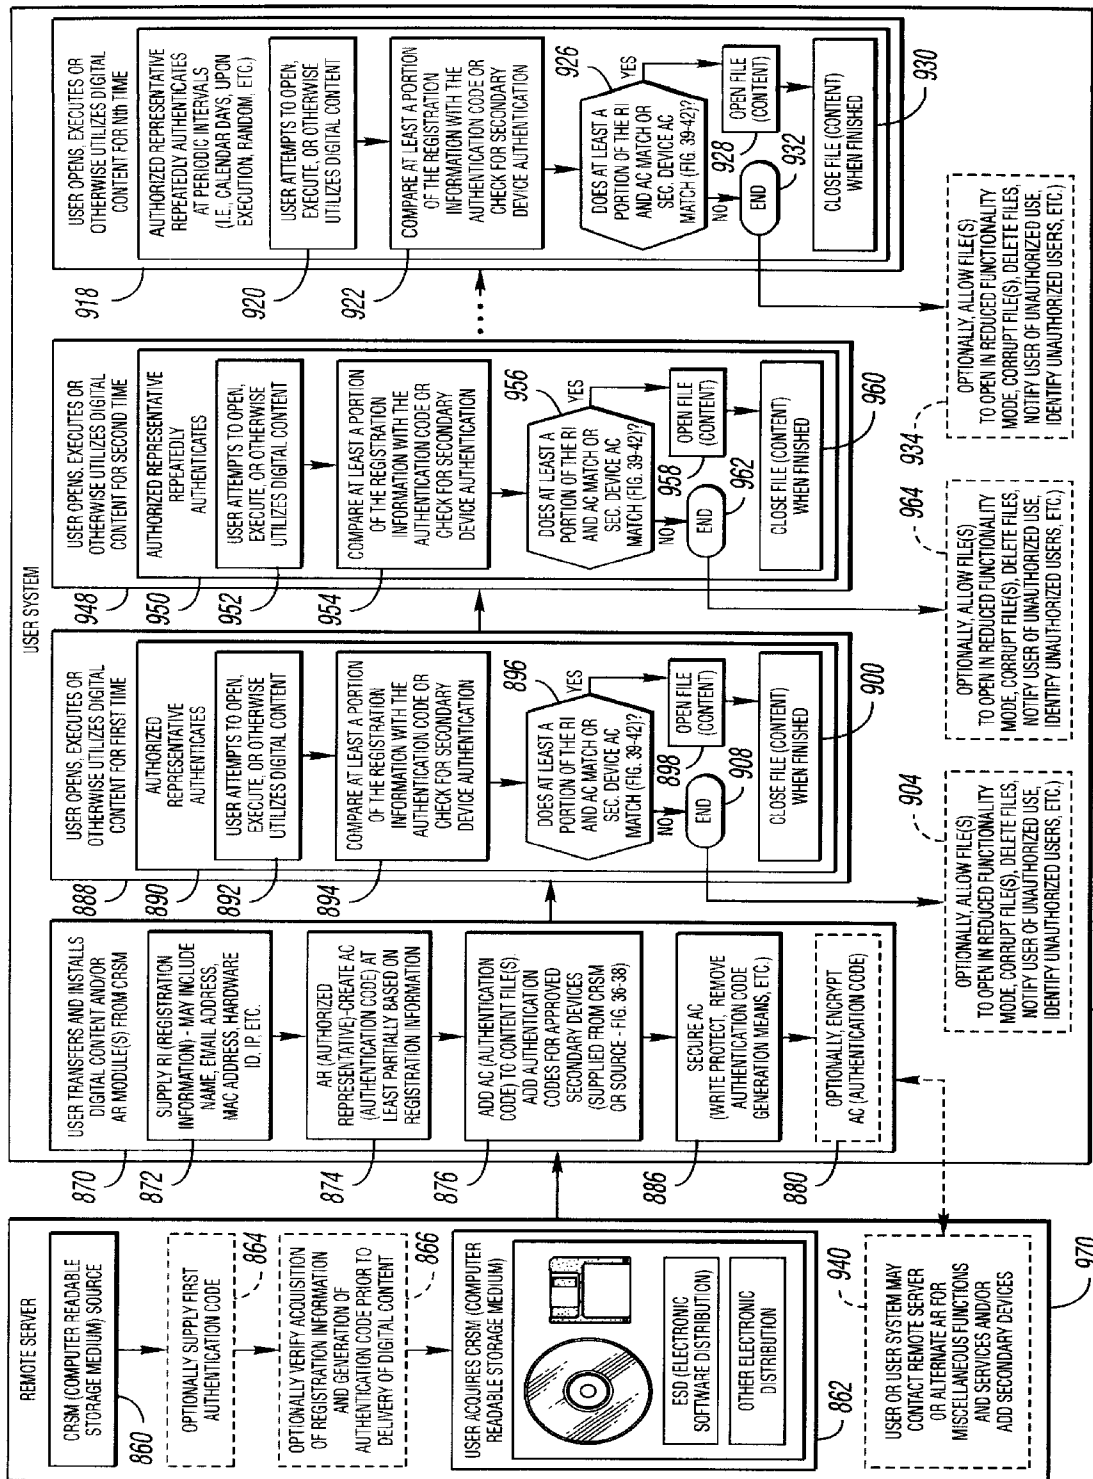 REMOTE SERVER
CRSM (COMPUTER READABLE
STORAGE MEDIUM) SOURCE
860
OPTIONALLY SUPPLY FIRST
AUTHENTICATION CODE
864
OPTIONALLY VERIFY ACQUISITION
OF REGISTRATION INFORMATION
AND GENERATION OF
AUTHENTICATION CODE PRIOR TO
DELIVERY OF DIGITAL CONTENT
866
USER ACQUIRES CRSM (COMPUTER
READABLE STORAGE MEDIUM)
ESD (ELECTRONIC
SOFTWARE DISTRIBUTION)
OTHER ELECTRONIC
DISTRIBUTION
862
USER OR USER SYSTEM MAY
CONTACT REMOTE SERVER
OR ALTERNATE AR FOR
MISCELLANEOUS FUNCTIONS
AND SERVICES AND/OR
ADD SECONDARY DEVICES
940
970
USER SYSTEM
USER TRANSFERS AND INSTALLS
DIGITAL CONTENT AND/OR
AR MODULE(S) FROM CRSM
870
SUPPLY RI (REGISTRATION
INFORMATION) - MAY INCLUDE
NAME, EMAIL ADDRESS,
MAC ADDRESS, HARDWARE
ID, IP, ETC.
872
AR (AUTHORIZED
REPRESENTATIVE)-CREATE AC
(AUTHENTICATION CODE) AT
LEAST PARTIALLY BASED ON
REGISTRATION INFORMATION
874
ADD AC (AUTHENTICATION
CODE) TO CONTENT FILE(S).
ADD AUTHENTICATION
CODES FOR APPROVED
SECONDARY DEVICES
(SUPPLIED FROM CRSM
OR SOURCE - FIG. 36-38)
876
SECURE AC
(WRITE PROTECT, REMOVE
AUTHENTICATION CODE
GENERATION MEANS, ETC.)
886
OPTIONALLY, ENCRYPT
AC (AUTHENTICATION CODE)
880
USER OPENS, EXECUTES OR
OTHERWISE UTILIZES DIGITAL
CONTENT FOR FIRST TIME
888
AUTHORIZED
REPRESENTATIVE
AUTHENTICATES
890
USER ATTEMPTS TO OPEN,
EXECUTE, OR OTHERWISE
UTILIZES DIGITAL CONTENT
892
COMPARE AT LEAST A PORTION
OF THE REGISTRATION
INFORMATION WITH THE
AUTHENTICATION CODE OR
CHECK FOR SECONDARY
DEVICE AUTHENTICATION
894
DOES AT LEAST A
PORTION OF THE RI
AND AC MATCH OR
SEC. DEVICE AC
MATCH (FIG. 39-42)?
896
YES
NO
OPEN FILE
(CONTENT)
898
END
908
CLOSE FILE (CONTENT)
WHEN FINISHED
900
OPTIONALLY, ALLOW FILE(S)
TO OPEN IN REDUCED FUNCTIONALITY
MODE, CORRUPT FILE(S), DELETE FILES,
NOTIFY USER OF UNAUTHORIZED USE,
IDENTIFY UNAUTHORIZED USERS, ETC.)
904
USER OPENS, EXECUTES OR
OTHERWISE UTILIZES DIGITAL
CONTENT FOR SECOND TIME
948
AUTHORIZED REPRESENTATIVE
REPEATEDLY
AUTHENTICATES
950
USER ATTEMPTS TO OPEN,
EXECUTE, OR OTHERWISE
UTILIZES DIGITAL CONTENT
952
COMPARE AT LEAST A PORTION
OF THE REGISTRATION
INFORMATION WITH THE
AUTHENTICATION CODE OR
CHECK FOR SECONDARY
DEVICE AUTHENTICATION
954
DOES AT LEAST A
PORTION OF THE RI
AND AC MATCH OR
SEC. DEVICE AC
MATCH (FIG. 39-42)?
956
YES
NO
OPEN FILE
(CONTENT)
958
END
962
CLOSE FILE (CONTENT)
WHEN FINISHED
960
OPTIONALLY, ALLOW FILE(S)
TO OPEN IN REDUCED FUNCTIONALITY
MODE, CORRUPT FILE(S), DELETE FILES,
NOTIFY USER OF UNAUTHORIZED USE,
IDENTIFY UNAUTHORIZED USERS, ETC.)
964
USER OPENS, EXECUTES OR
OTHERWISE UTILIZES DIGITAL
CONTENT FOR Nth TIME
918
AUTHORIZED REPRESENTATIVE
REPEATEDLY AUTHENTICATES
AT PERIODIC INTERVALS
(I.E., CALENDAR DAYS, UPON
EXECUTION, RANDOM, ETC.)
USER ATTEMPTS TO OPEN,
EXECUTE, OR OTHERWISE
UTILIZES DIGITAL CONTENT
920
COMPARE AT LEAST A PORTION
OF THE REGISTRATION
INFORMATION WITH THE
AUTHENTICATION CODE OR
CHECK FOR SECONDARY
DEVICE AUTHENTICATION
922
DOES AT LEAST A
PORTION OF THE RI
AND AC MATCH OR
SEC. DEVICE AC
MATCH (FIG. 39-42)?
926
YES
NO
OPEN FILE
(CONTENT)
928
END
932
CLOSE FILE (CONTENT)
WHEN FINISHED
930
OPTIONALLY, ALLOW FILE(S)
TO OPEN IN REDUCED FUNCTIONALITY
MODE, CORRUPT FILE(S), DELETE FILES,
NOTIFY USER OF UNAUTHORIZED USE,
IDENTIFY UNAUTHORIZED USERS, ETC.)
934